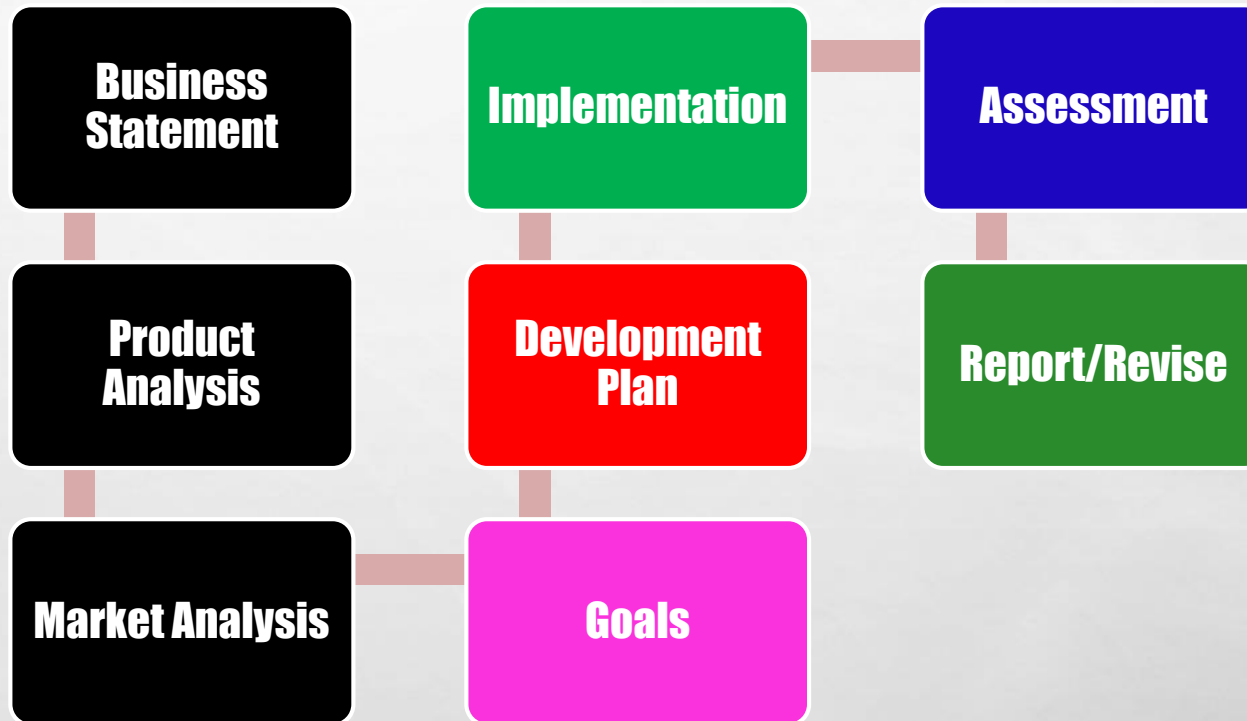 Business
Statement
Product
Analysis
Market Analysis
Goals
Development
Plan
Implementation
Assessment
Report/Revise